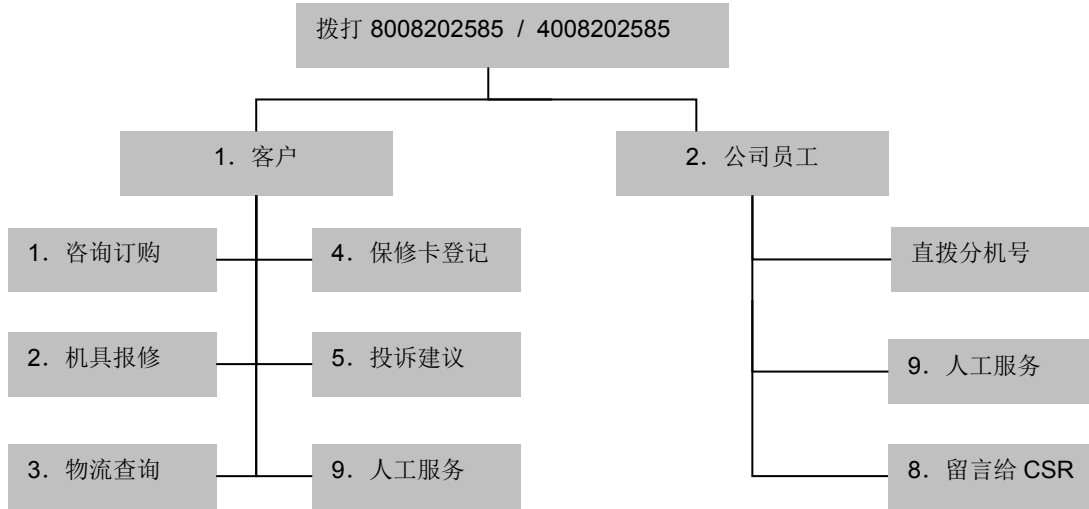 拨打 8008202585 / 4008202585
1. 客户
2. 公司员工
1. 咨询订购
4. 保修卡登记
直拨分机号
2. 机具报修
5. 投诉建议
9. 人工服务
3. 物流查询
9. 人工服务
8. 留言给 CSR